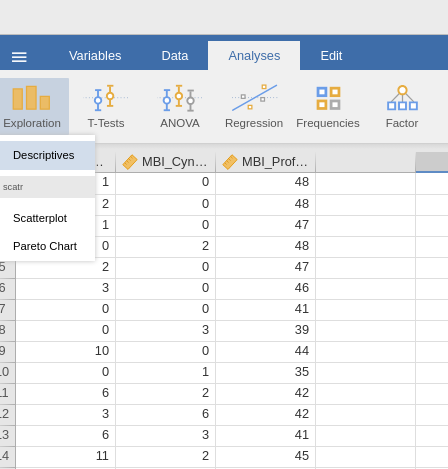 Variables Data Analyses Edit
Exploration T-Tests ANOVA Regression Frequencies Factor
Descriptives
... MBI_Cyn... MBI_Prof...
scatr
1 0 48
Scatterplot
2 0 48
1 0 47
Pareto Chart
0 2 48
5 2 0 47
6 3 0 46
7 0 0 41
8 0 3 39
9 10 0 44
10 0 1 35
11 6 2 42
12 3 6 42
13 6 3 41
14 11 2 45